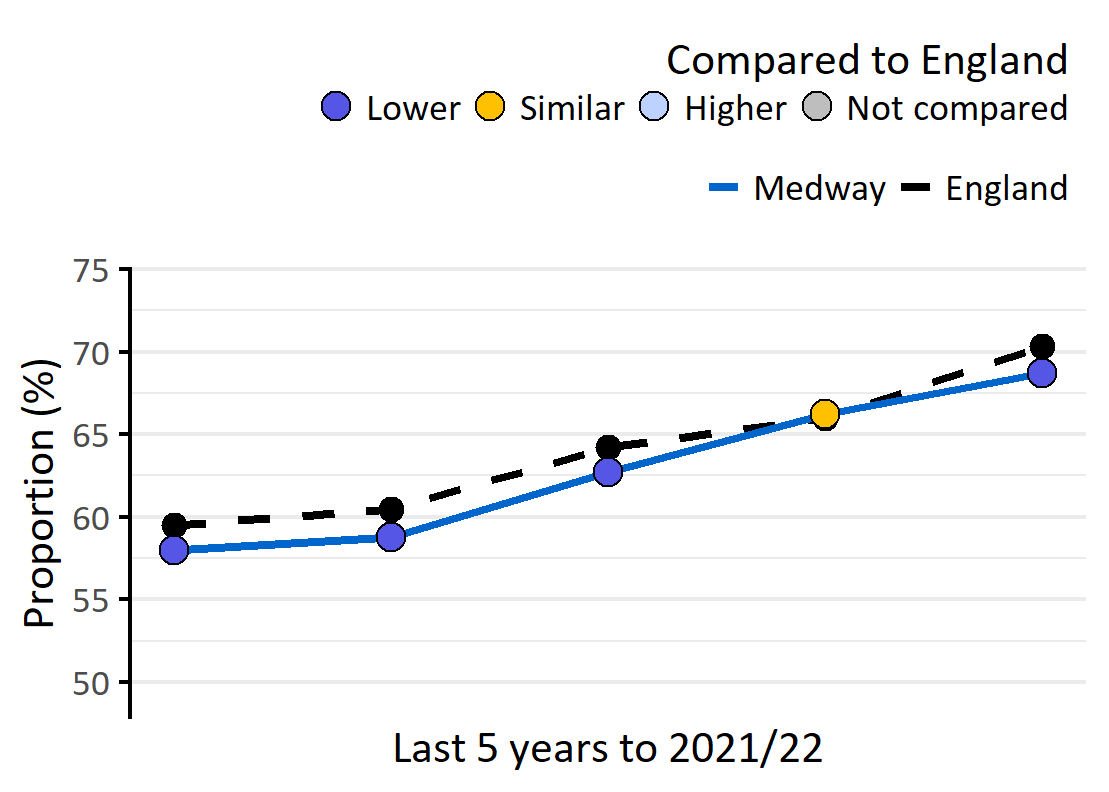 Compared to England
Lower Similar Higher Not compared
Medway England
75
70
65
60
55
50
Proportion (%)
Last 5 years to 2021/22